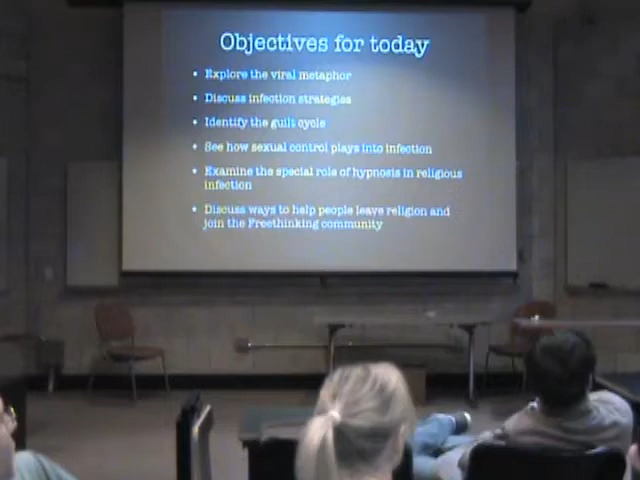 Objectives for today
• Explore the viral metaphor
• Discuss infection strategies
• Identify the guilt cycle
• See how sexual control plays into infection
• Examine the special role of hypnosis in religious
infection
• Discuss ways to help people leave religion and
join the Freethinking community